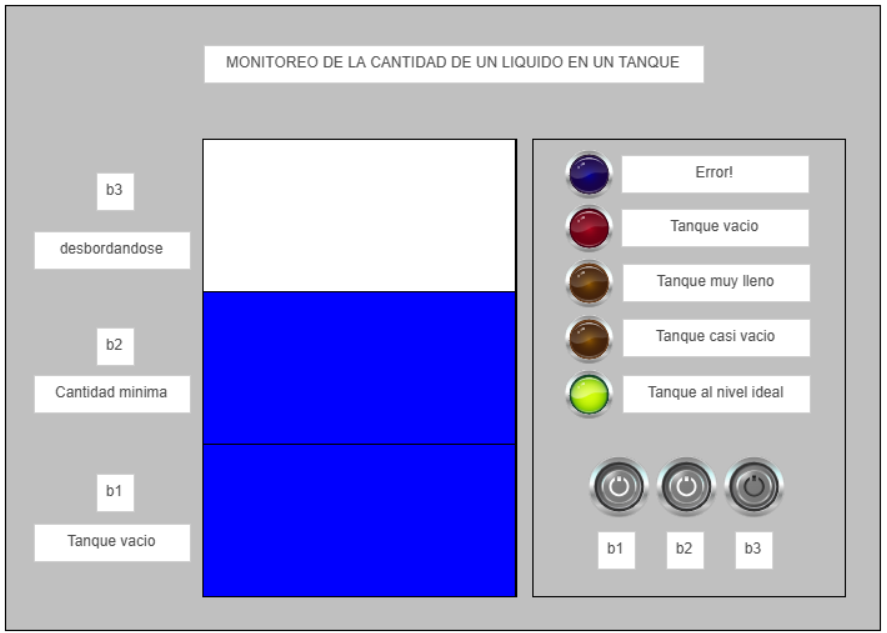 MONITOREO DE LA CANTIDAD DE UN LIQUIDO EN UN TANQUE
b3
desbordandose
b2
Cantidad minima
b1
Tanque vacio
Error!
Tanque vacio
Tanque muy lleno
Tanque casi vacio
Tanque al nivel ideal
b1
b2
b3